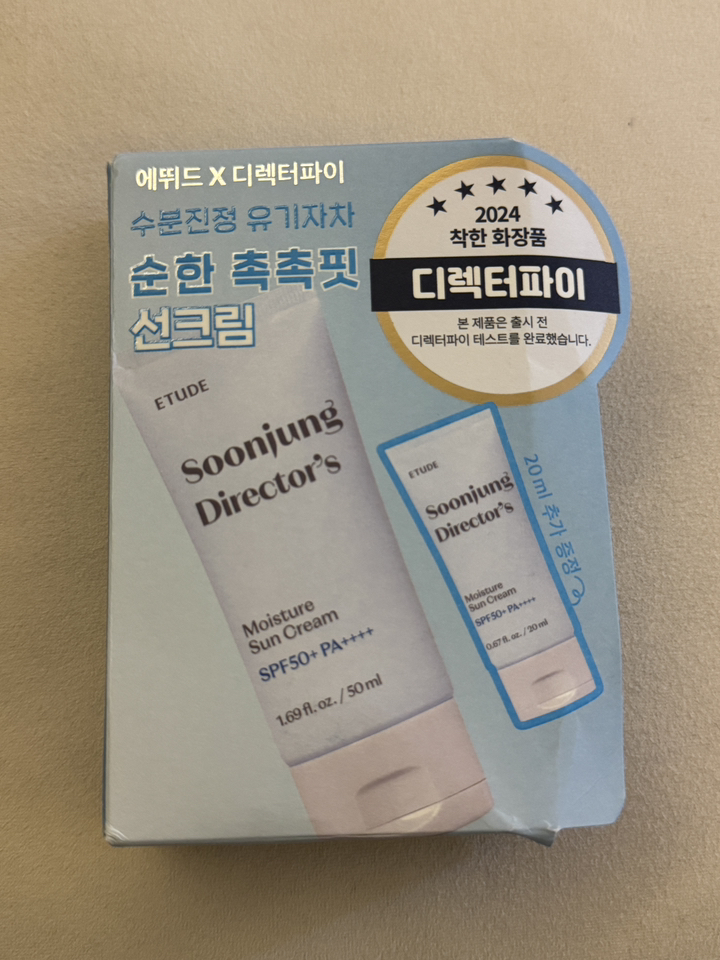 에뛰드 X 디렉터파이
수분진정 유기자차
순한 촉촉핏
선크림
2024
착한 화장품
디렉터파이
본 제품은 출시 전
디렉터파이 테스트를 완료했습니다.
ETUDE
Soonjung
Director's
Moisture
Sun Cream
SPF50+ PA++++
1.69 fl. oz. / 50 ml
ETUDE
Soonjung
Director's
Moisture
Sun Cream
SPF50+ PA++++
0.67 fl. oz. / 20 ml
20 ml 추가 증정